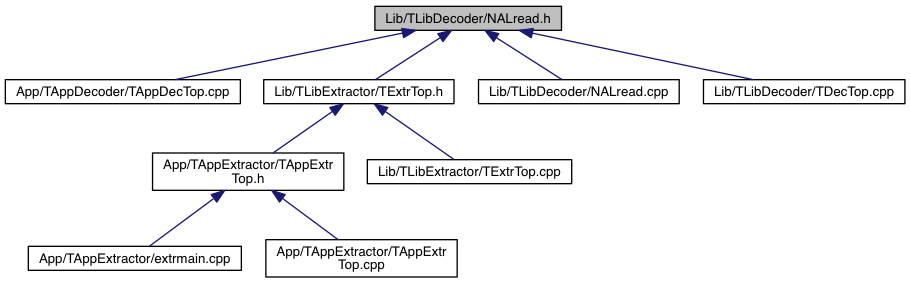 Lib/TLibDecoder/NALread.h
App/TAppDecoder/TAppDecTop.cpp
Lib/TLibExtractor/TExtrTop.h
Lib/TLibDecoder/NALread.cpp
Lib/TLibDecoder/TDecTop.cpp
App/TAppExtractor/TAppExtr
Top.h
Lib/TLibExtractor/TExtrTop.cpp
App/TAppExtractor/extrmain.cpp
App/TAppExtractor/TAppExtr
Top.cpp